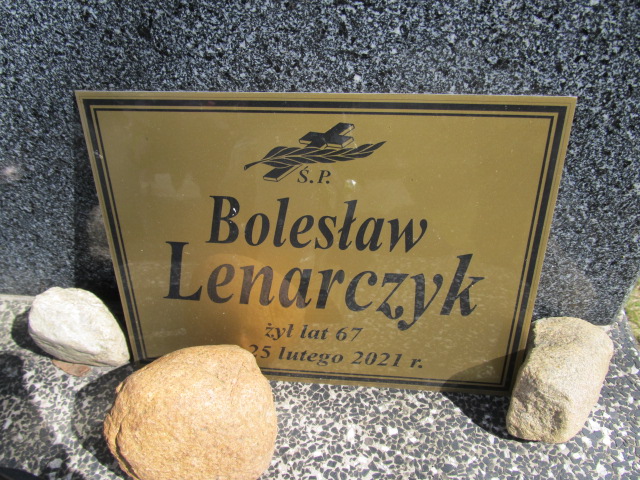 Ś.P.
Bolesław
Lenarczyk
żył lat 67
25 lutego 2021 r.